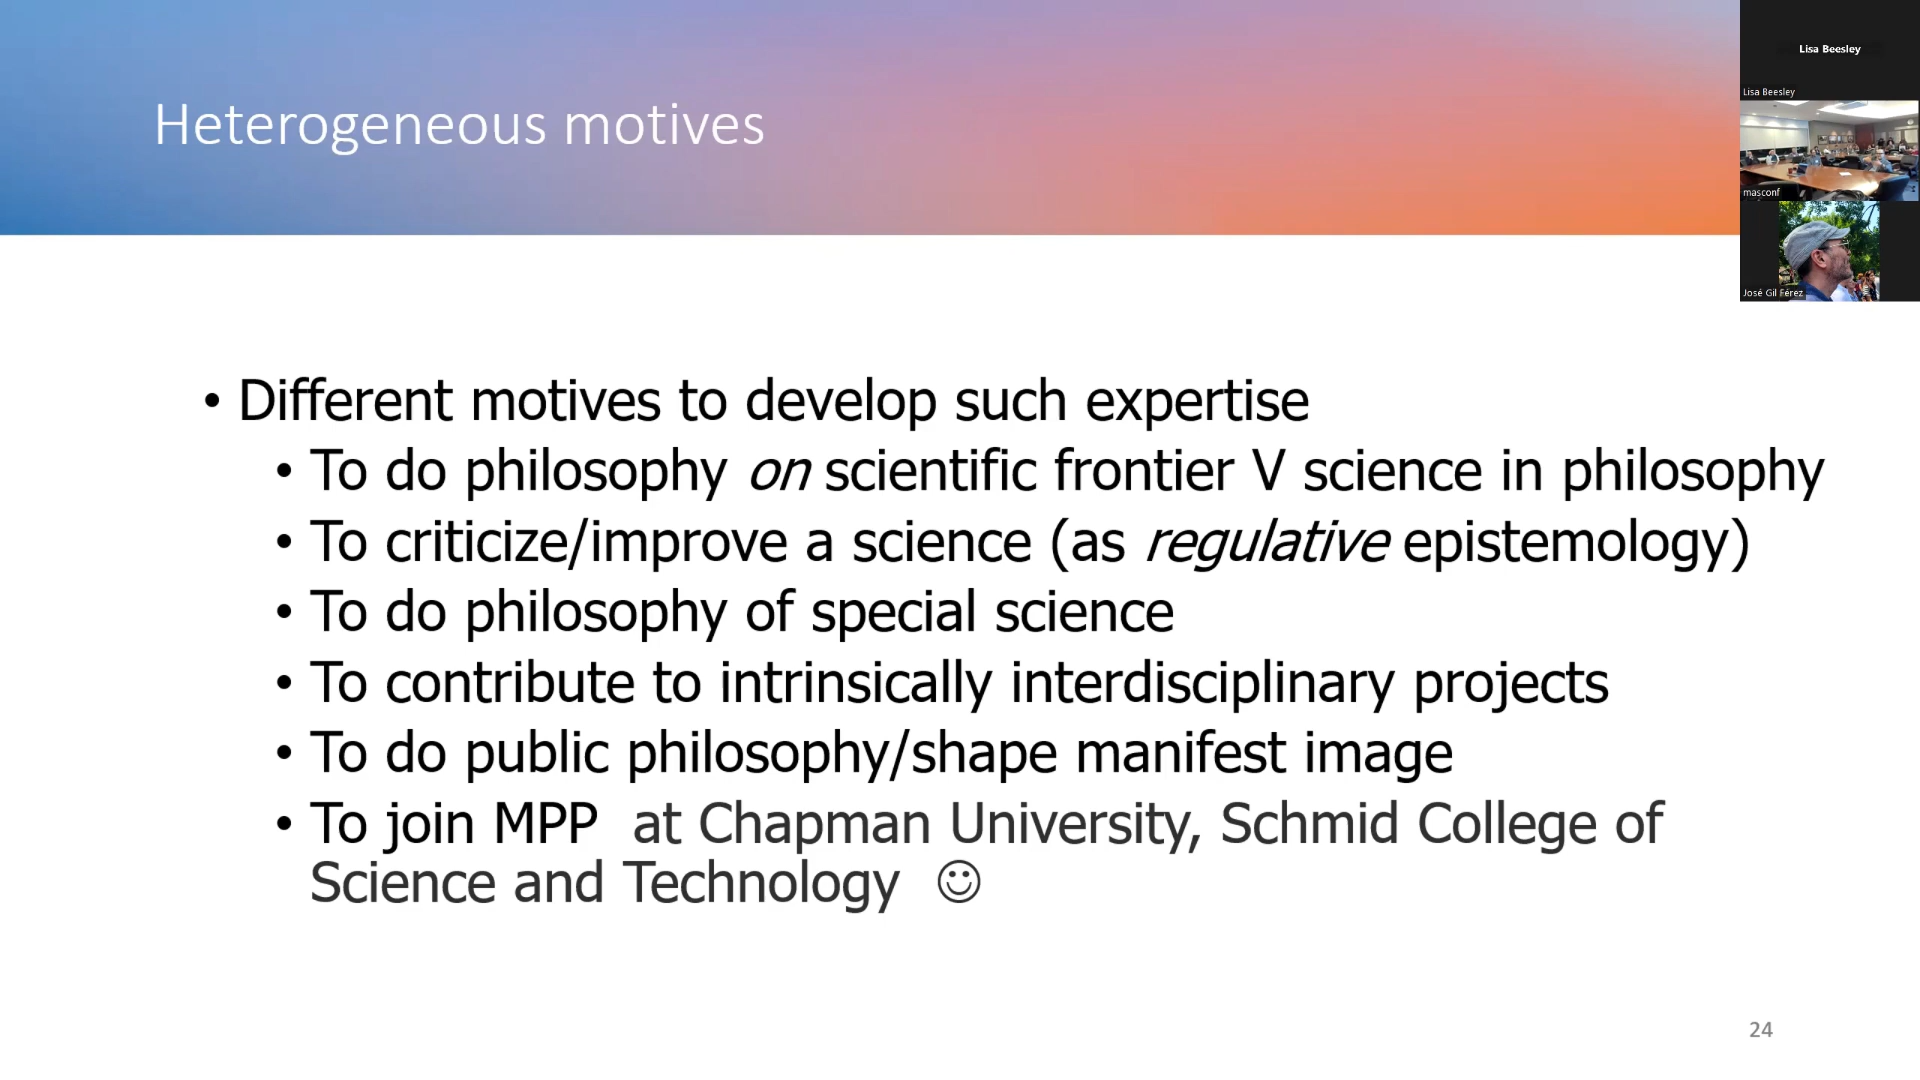 Heterogeneous motives
Lisa Beesley
Lisa Beesley
masconf
José Gil Férez
• Different motives to develop such expertise
• To do philosophy on scientific frontier V science in philosophy
• To criticize/improve a science (as regulative epistemology)
• To do philosophy of special science
• To contribute to intrinsically interdisciplinary projects
• To do public philosophy/shape manifest image
• To join MPP at Chapman University, Schmid College of
Science and Technology ☺
24